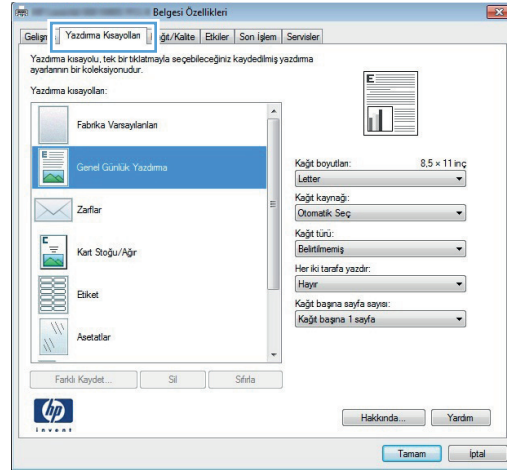 Belgesi Özellikleri
Gelişm
Yazdırma Kısayolları
ğıt/Kalite
Etkiler
Son İşlem
Servisler
Yazdırma kısayolu, tek bir tıklatmayla seçebileceğiniz kaydedilmiş yazdırma
ayarlarının bir koleksiyonudur.
Yazdırma kısayolları:
Fabrika Varsayılanları
Genel Günlük Yazdırma
Zarflar
Kart Stoğu/Ağır
Etiket
Asetatlar
Farklı Kaydet...
Sil
Sıfırla
E
Kağıt boyutları:
8,5 × 11 inç
Letter
Kağıt kaynağı:
Otomatik Seç
Kağıt türü:
Belirtilmemiş
Her iki tarafa yazdır:
Hayır
Kağıt başına sayfa sayısı:
Kağıt başına 1 sayfa
hp
invent
Hakkında...
Yardım
Tamam
İptal